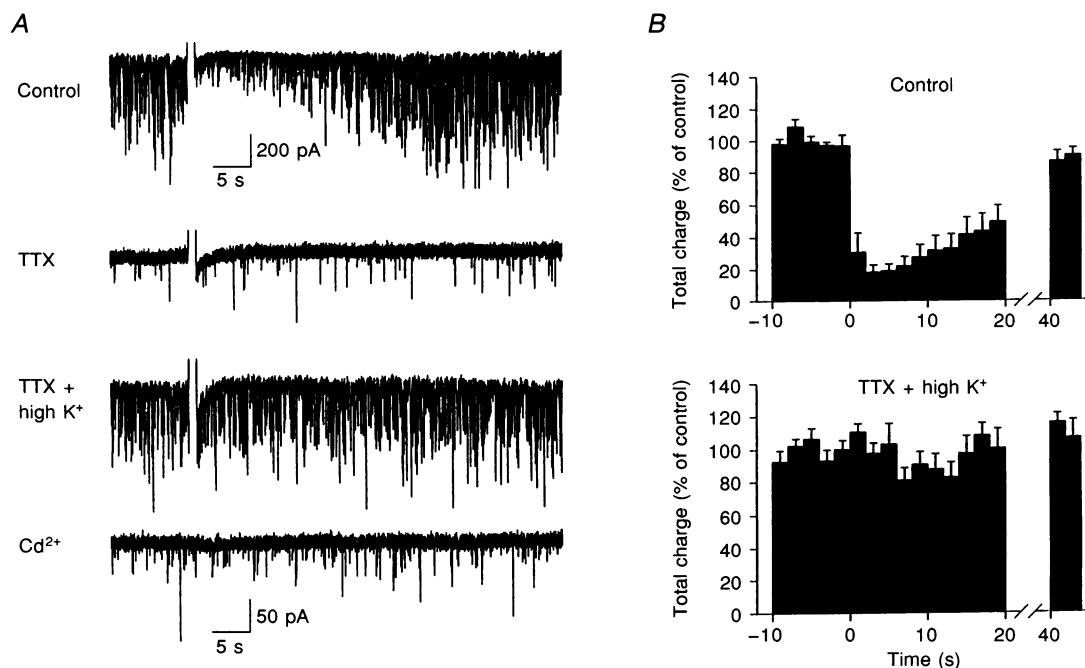 A
Control
200 pA
5 s
TTX
TTX +
high K⁺
Cd²⁺
50 pA
5 s
B
Control
Total charge (% of control)
140
120
100
80
60
40
20
0
−10
0
10
20
40
TTX + high K⁺
Total charge (% of control)
140
120
100
80
60
40
20
0
−10
0
10
20
40
Time (s)